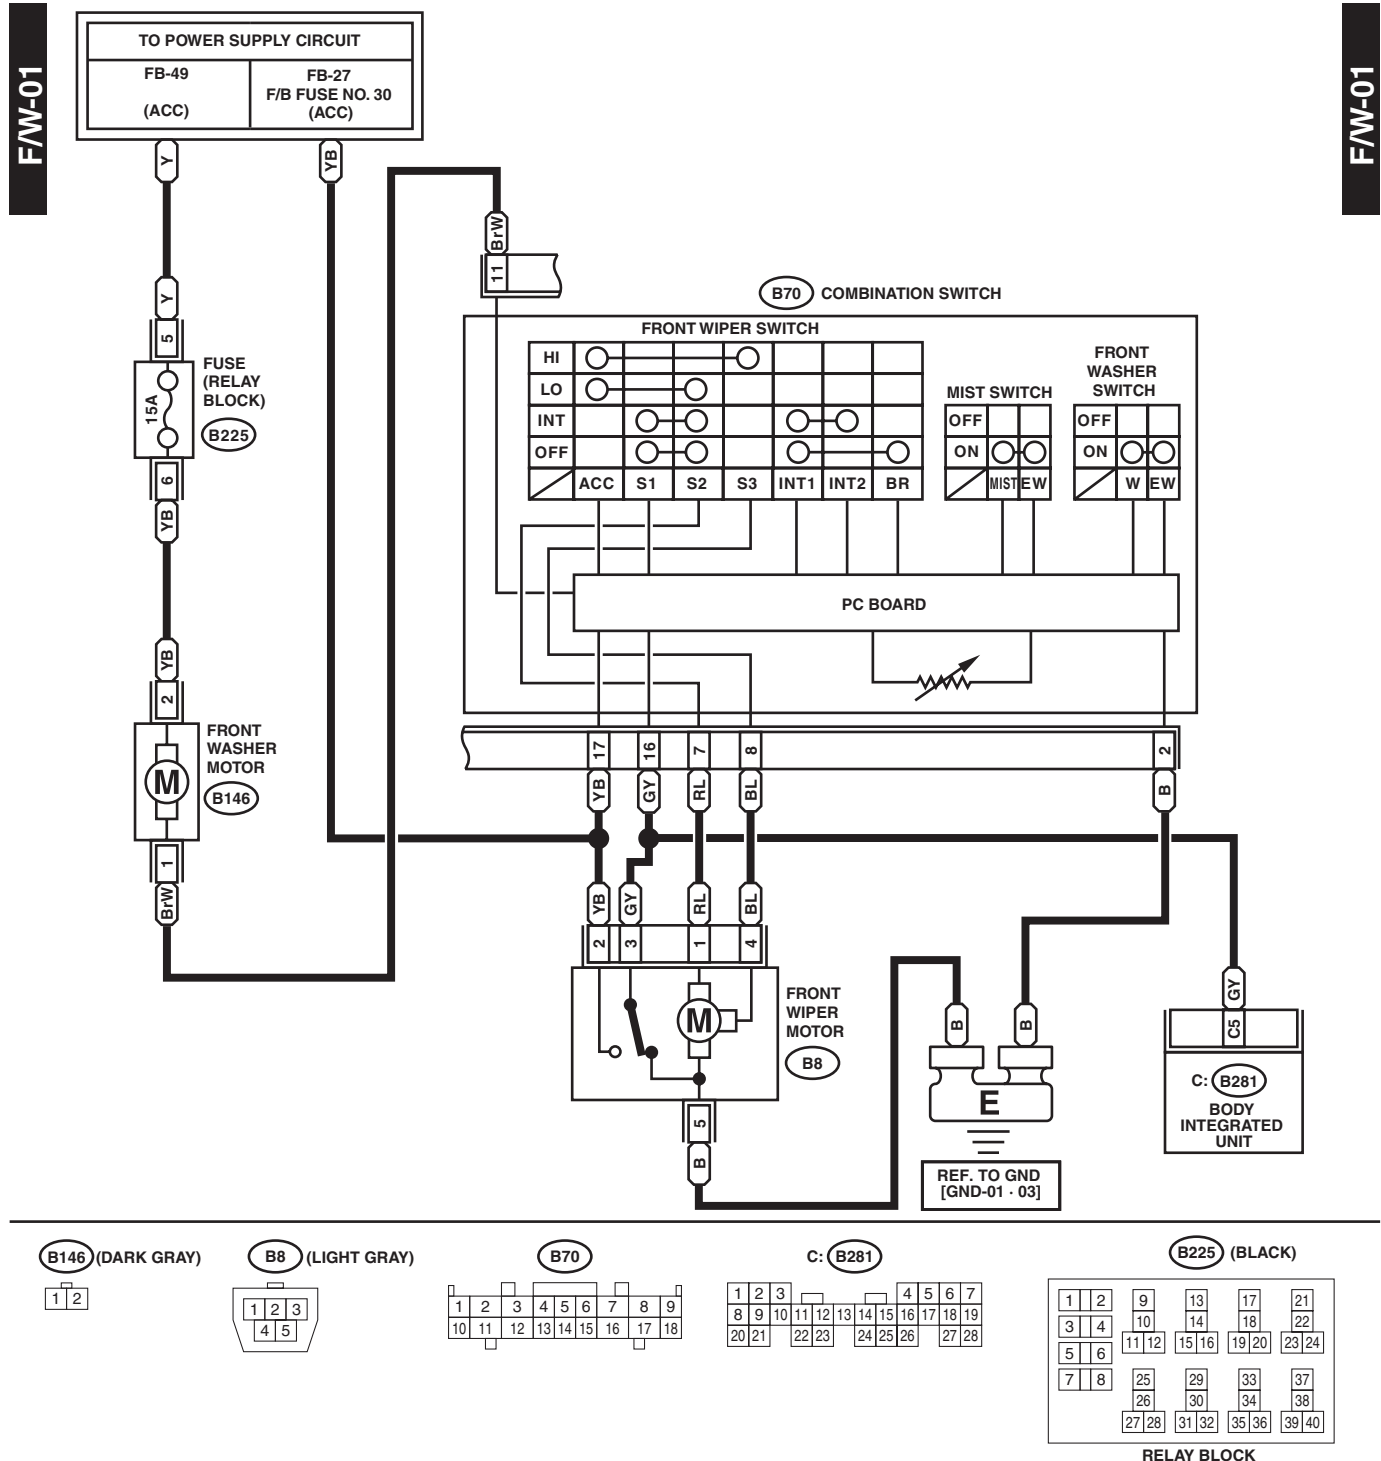 F/W-01
F/W-01
TO POWER SUPPLY CIRCUIT
FB-49
(ACC)
FB-27
F/B FUSE NO. 30
(ACC)
Y
YB
BrW
11
Y
5
FUSE
(RELAY
BLOCK)
15A
B225
6
YB
YB
2
FRONT
WASHER
MOTOR
M
B146
1
BrW
B70 COMBINATION SWITCH
FRONT WIPER SWITCH
HI
LO
INT
OFF
ACC S1 S2 S3 INT1 INT2 BR
MIST SWITCH
OFF
ON
MIST EW
FRONT
WASHER
SWITCH
OFF
ON
W EW
PC BOARD
17 16 7 8 2
YB GY RL BL B
YB GY RL BL
2 3 1 4
M
FRONT
WIPER
MOTOR
B8
5
B
B B
E
REF. TO GND
[GND-01 · 03]
GY
C5
C: B281
BODY
INTEGRATED
UNIT
B146 (DARK GRAY)
1 2
B8 (LIGHT GRAY)
1 2 3
4 5
B70
1 2 3 4 5 6 7 8 9
10 11 12 13 14 15 16 17 18
C: B281
1 2 3 4 5 6 7
8 9 10 11 12 13 14 15 16 17 18 19
20 21 22 23 24 25 26 27 28
B225 (BLACK)
1 2 9 13 17 21
3 4 10 14 18 22
11 12 15 16 19 20 23 24
5 6
7 8 25 29 33 37
26 30 34 38
27 28 31 32 35 36 39 40
RELAY BLOCK